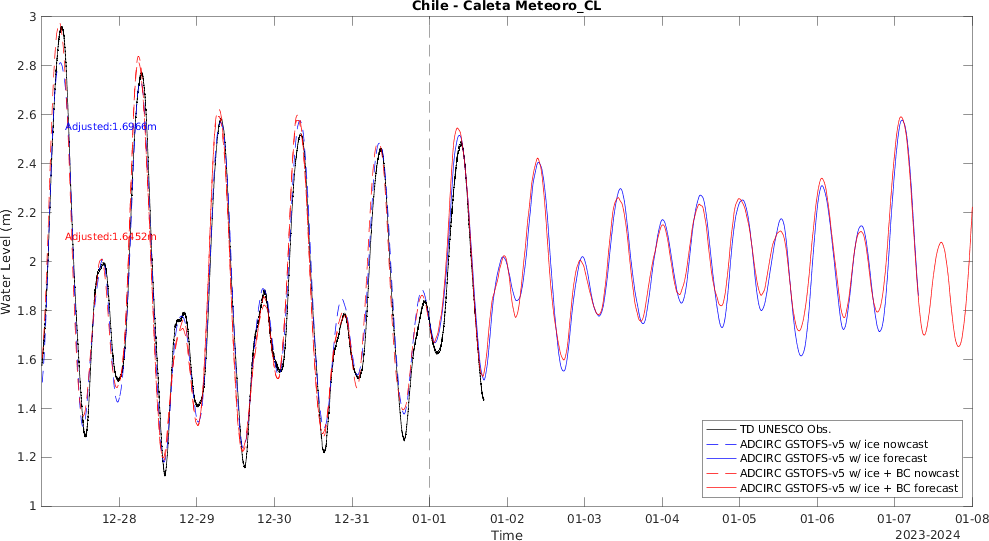 Chile - Caleta Meteoro_CL
3
2.8
2.6
2.4
2.2
2
1.8
1.6
1.4
1.2
1
Water Level (m)
Adjusted:1.6966m
Adjusted:1.6452m
TD UNESCO Obs.
ADCIRC GSTOFS-v5 w/ ice nowcast
ADCIRC GSTOFS-v5 w/ ice forecast
ADCIRC GSTOFS-v5 w/ ice + BC nowcast
ADCIRC GSTOFS-v5 w/ ice + BC forecast
12-28 12-29 12-30 12-31 01-01 01-02 01-03 01-04 01-05 01-06 01-07 01-08
Time
2023-2024